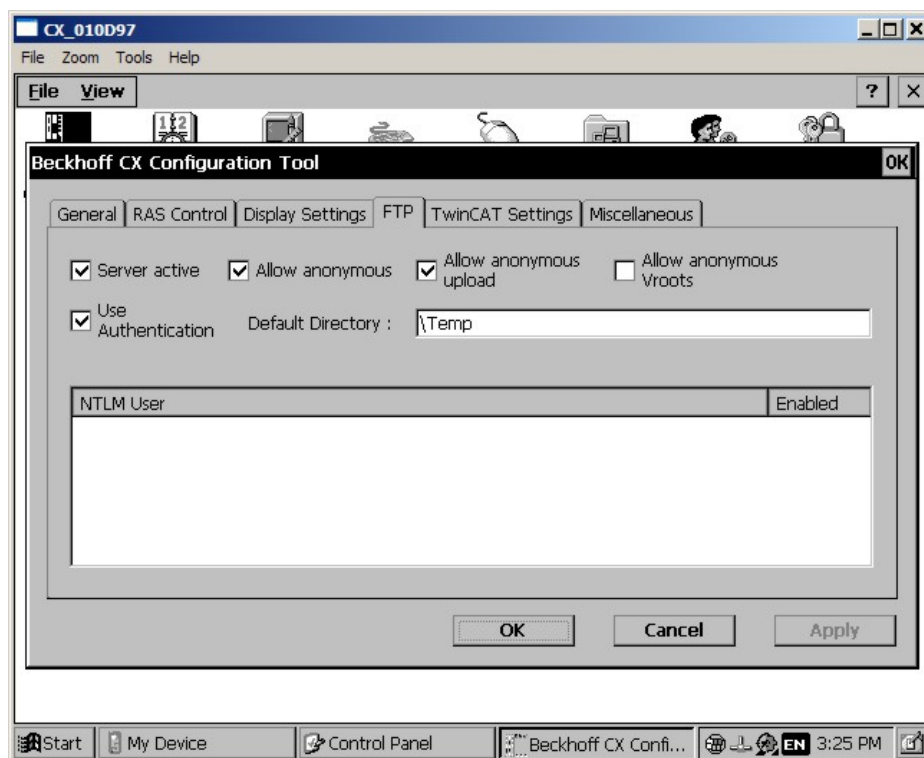 CX_010D97
File Zoom Tools Help
File View ? ×
Beckhoff CX Configuration Tool OK
General RAS Control Display Settings FTP TwinCAT Settings Miscellaneous
Server active Allow anonymous Allow anonymous upload Allow anonymous Vroots
Use Authentication Default Directory : \Temp
NTLM User Enabled
OK Cancel Apply
Start My Device Control Panel Beckhoff CX Confi... EN 3:25 PM